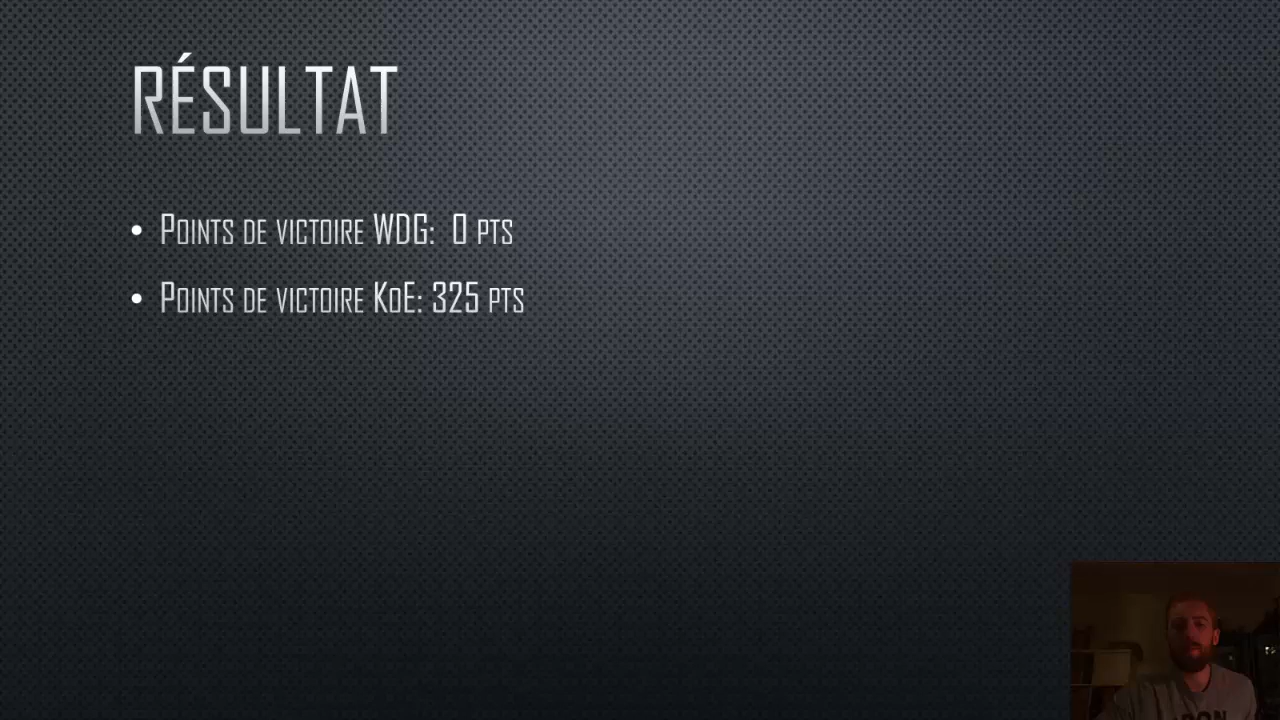 RÉSULTAT
• POINTS DE VICTOIRE WDG: 0 PTS
• POINTS DE VICTOIRE KOE: 325 PTS